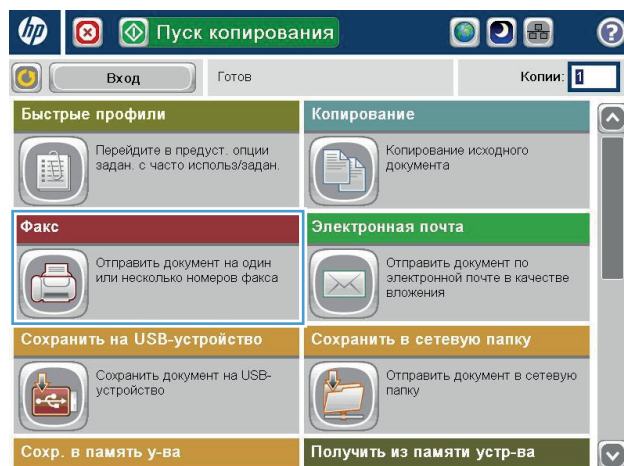 hp
Пуск копирования
?
Вход
Готов
Копии: 1
Быстрые профили
Перейдите в предуст. опции
задан. с часто использ/задан.
Копирование
Копирование исходного
документа
Факс
Отправить документ на один
или несколько номеров факса
Электронная почта
Отправить документ по
электронной почте в качестве
вложения
Сохранить на USB-устройство
Сохранить документ на USB-
устройство
Сохранить в сетевую папку
Отправить документ в сетевую
папку
Сохр. в память у-ва
Получить из памяти устр-ва